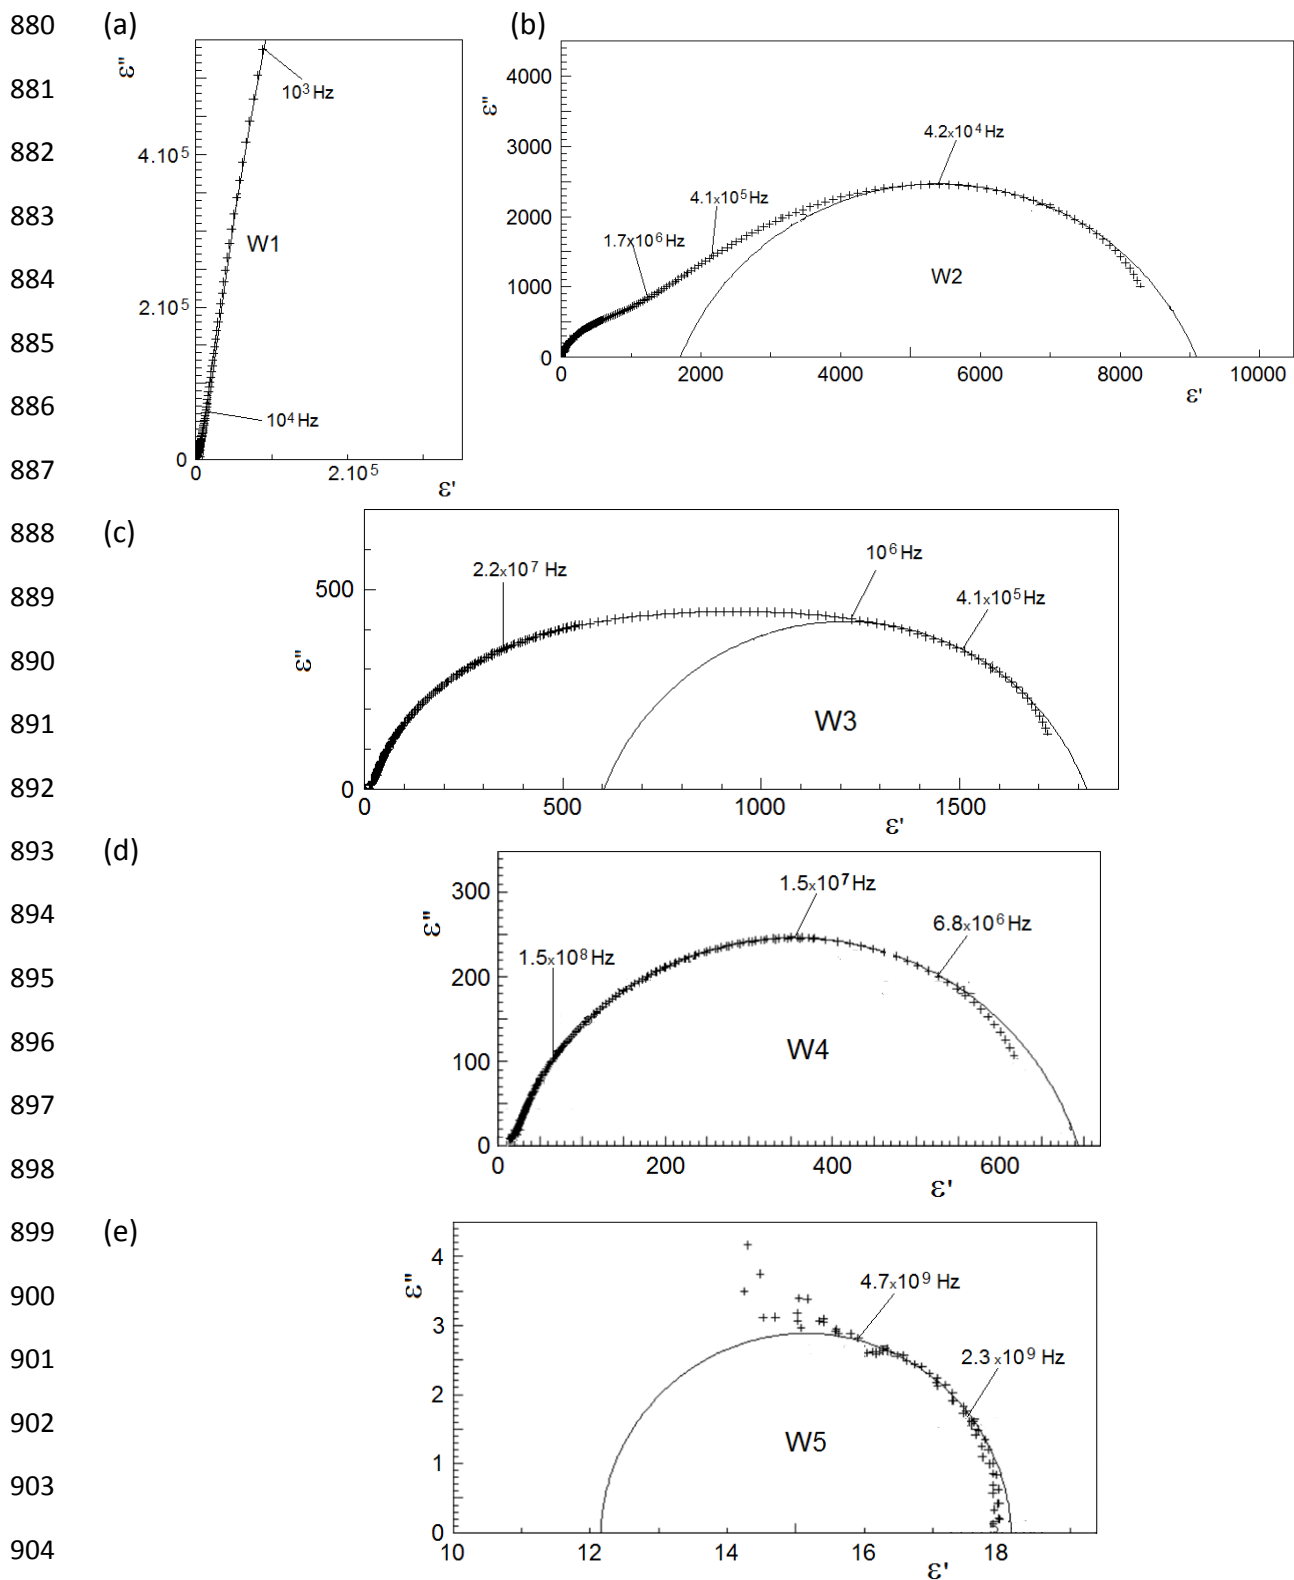 880 (a) (b)
ε"
10³ Hz
4.10⁵
W1
2.10⁵
10⁴ Hz
0
0 2.10⁵
ε'
ε"
4000
3000
2000
1000
0
4.2x10⁴ Hz
4.1x10⁵Hz
1.7x10⁶ Hz
W2
0 2000 4000 6000 8000 10000
ε'
881
882
883
884
885
886
887
888 (c)
ε"
500
0
2.2x10⁷ Hz
10⁶ Hz
4.1x10⁵Hz
W3
0 500 1000 1500
ε'
889
890
891
892
893 (d)
ε"
300
200
100
0
1.5x10⁷ Hz
6.8x10⁶ Hz
1.5x10⁸ Hz
W4
0 200 400 600
ε'
894
895
896
897
898
899 (e)
ε"
4
3
2
1
0
4.7x10⁹ Hz
2.3x10⁹ Hz
W5
10 12 14 16 18
ε'
900
901
902
903
904